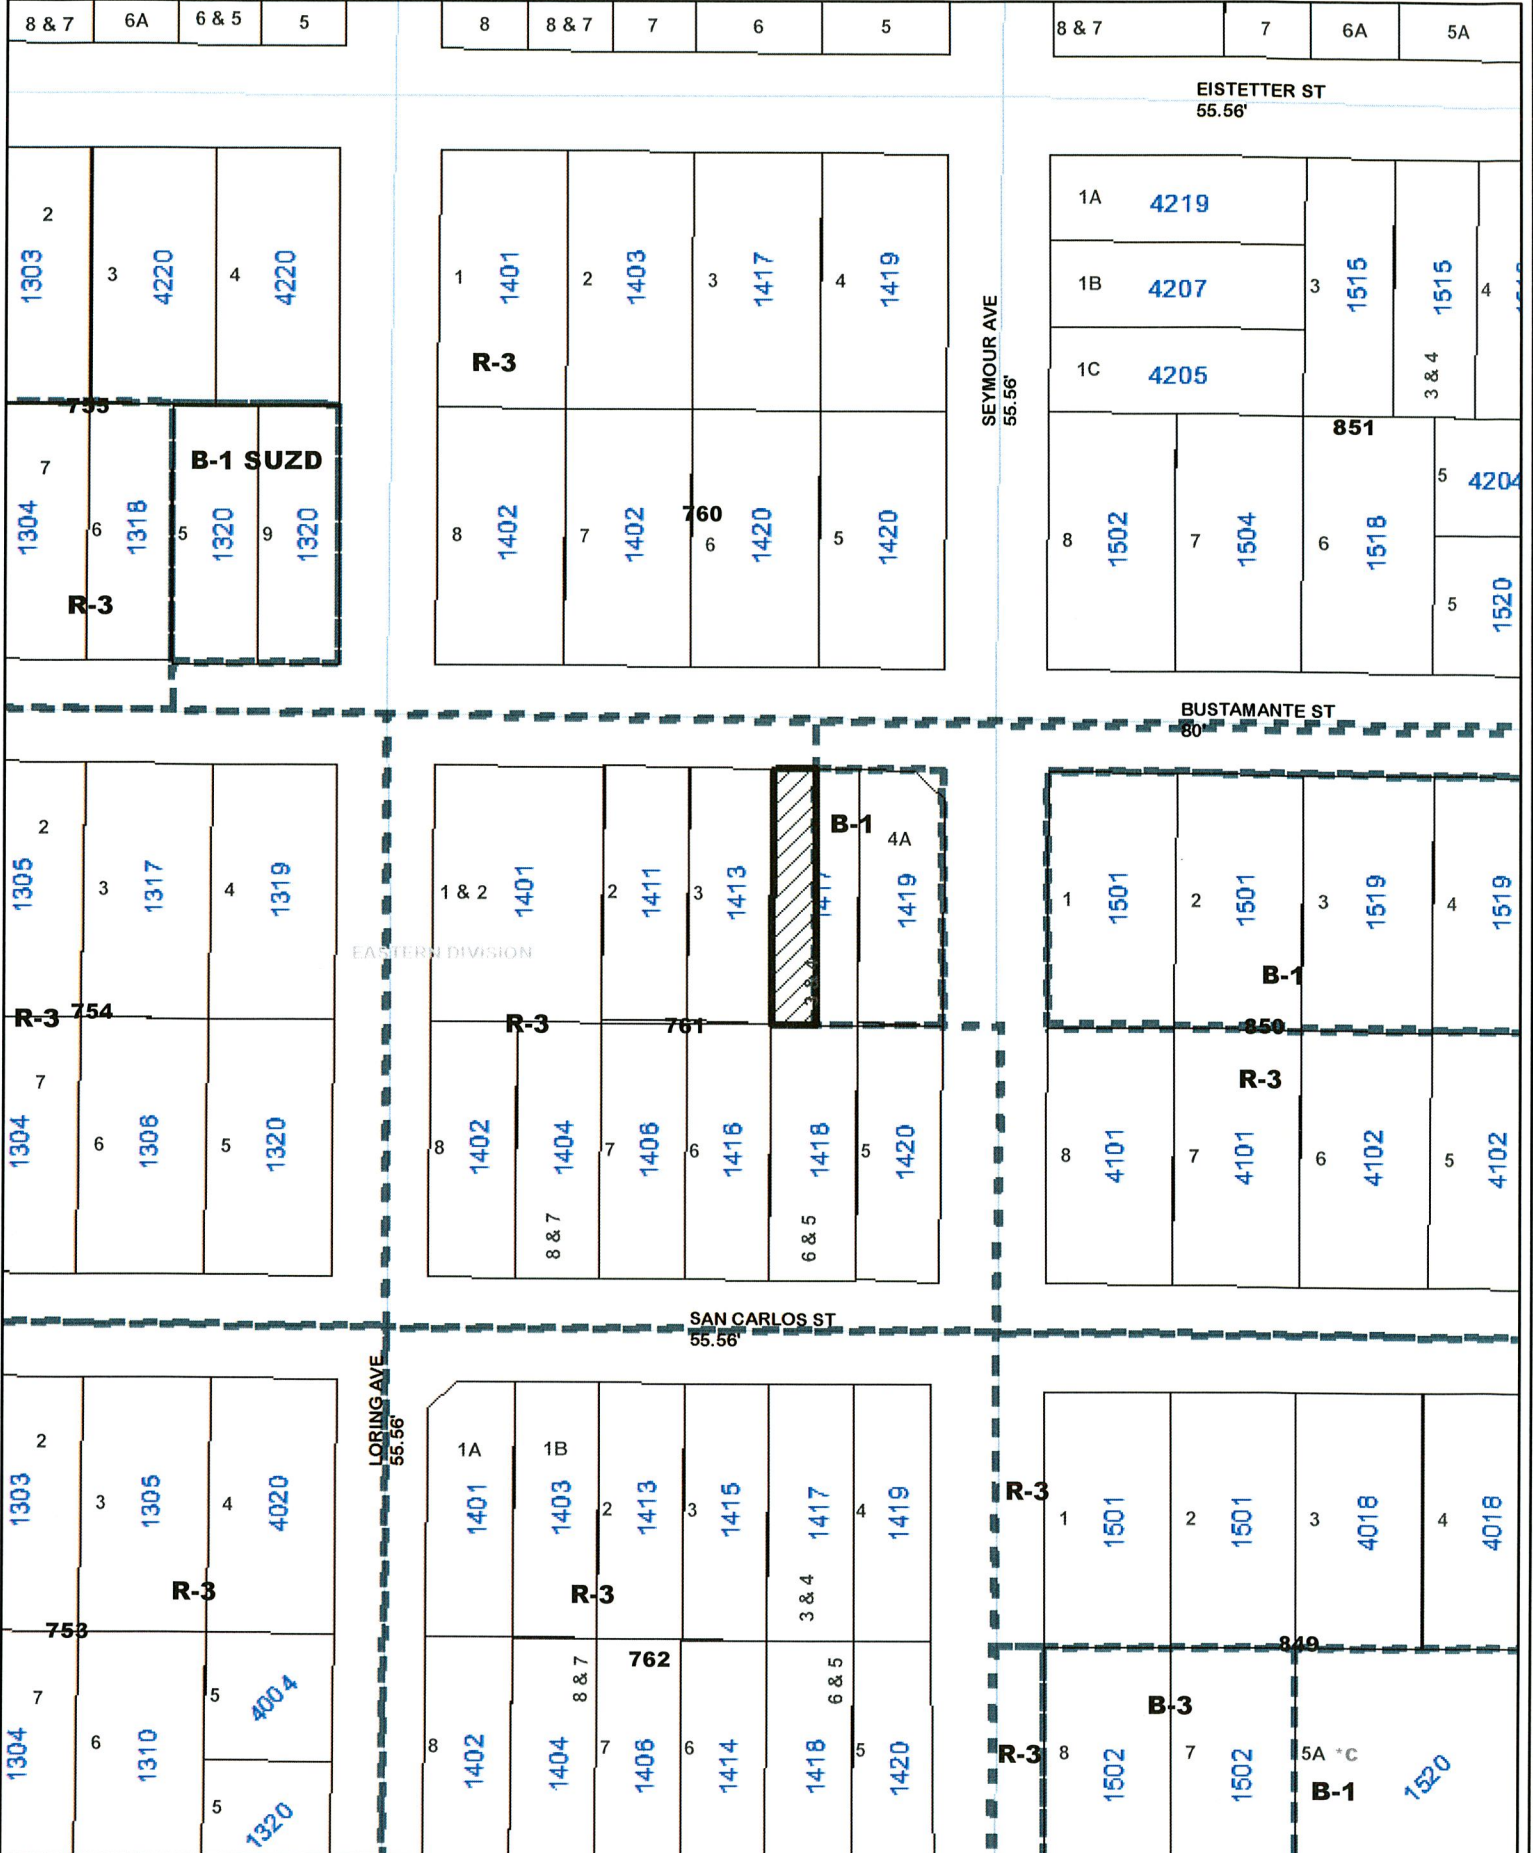 8 & 7 6A 6 & 5 5 8 8 & 7 7 6 5 8 & 7 7 6A 5A
EISTETTER ST
55.56'
2 1303 3 4220 4 4220
1 1401 2 1403 3 1417 4 1419
R-3
SEYMOUR AVE
55.56'
1A 4219
1B 4207
1C 4205
3 1515 1515 3 & 4 4
755
B-1 SUZD
7 1304 6 1318 5 1320 9 1320
R-3
760
8 1402 7 1402 6 1420 5 1420
851
8 1502 7 1504 6 1518 5 4204
5 1520
BUSTAMANTE ST
80'
2 1305 3 1317 4 1319
1 & 2 1401 2 1411 3 1413 1417 3 & 4
B-1
4A 1419
1 1501 2 1501 3 1519 4 1519
B-1
EASTERN DIVISION
R-3 754
R-3 761
850
R-3
7 1304 6 1306 5 1320
8 1402 1404 8 & 7 7 1406 6 1416 1418 6 & 5 5 1420
8 4101 7 4101 6 4102 5 4102
SAN CARLOS ST
55.56'
LORING AVE
55.56'
2 1303 3 1305 4 4020
R-3
1A 1401 1B 1403 2 1413 3 1415 1417 3 & 4 4 1419
R-3
R-3
1 1501 2 1501 3 4018 4 4018
753
762
849
7 1304 6 1310 5 4004
5 1320
8 1402 8 & 7 1404 7 1406 6 1414 6 & 5 1418 5 1420
B-3
R-3 8 1502 7 1502 5A *C 1520
B-1